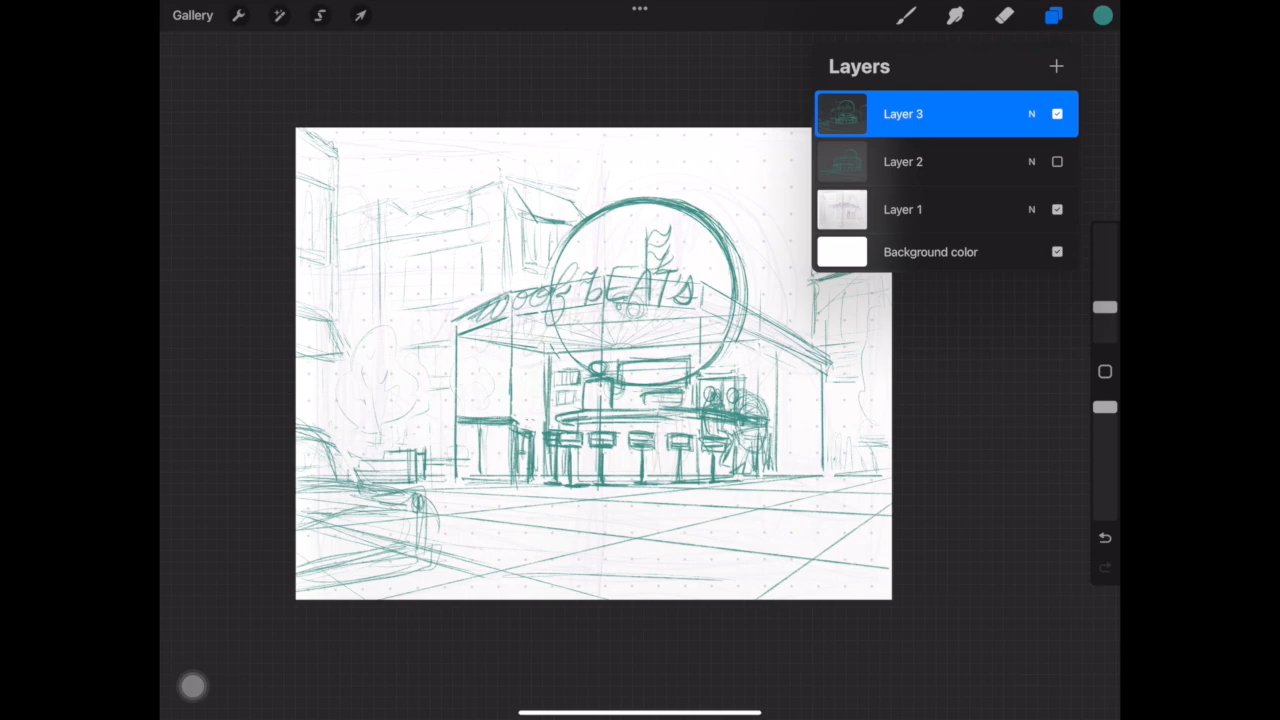 Gallery
Layers
Layer 3 N
Layer 2 N
Layer 1 N
Background color
bEATs